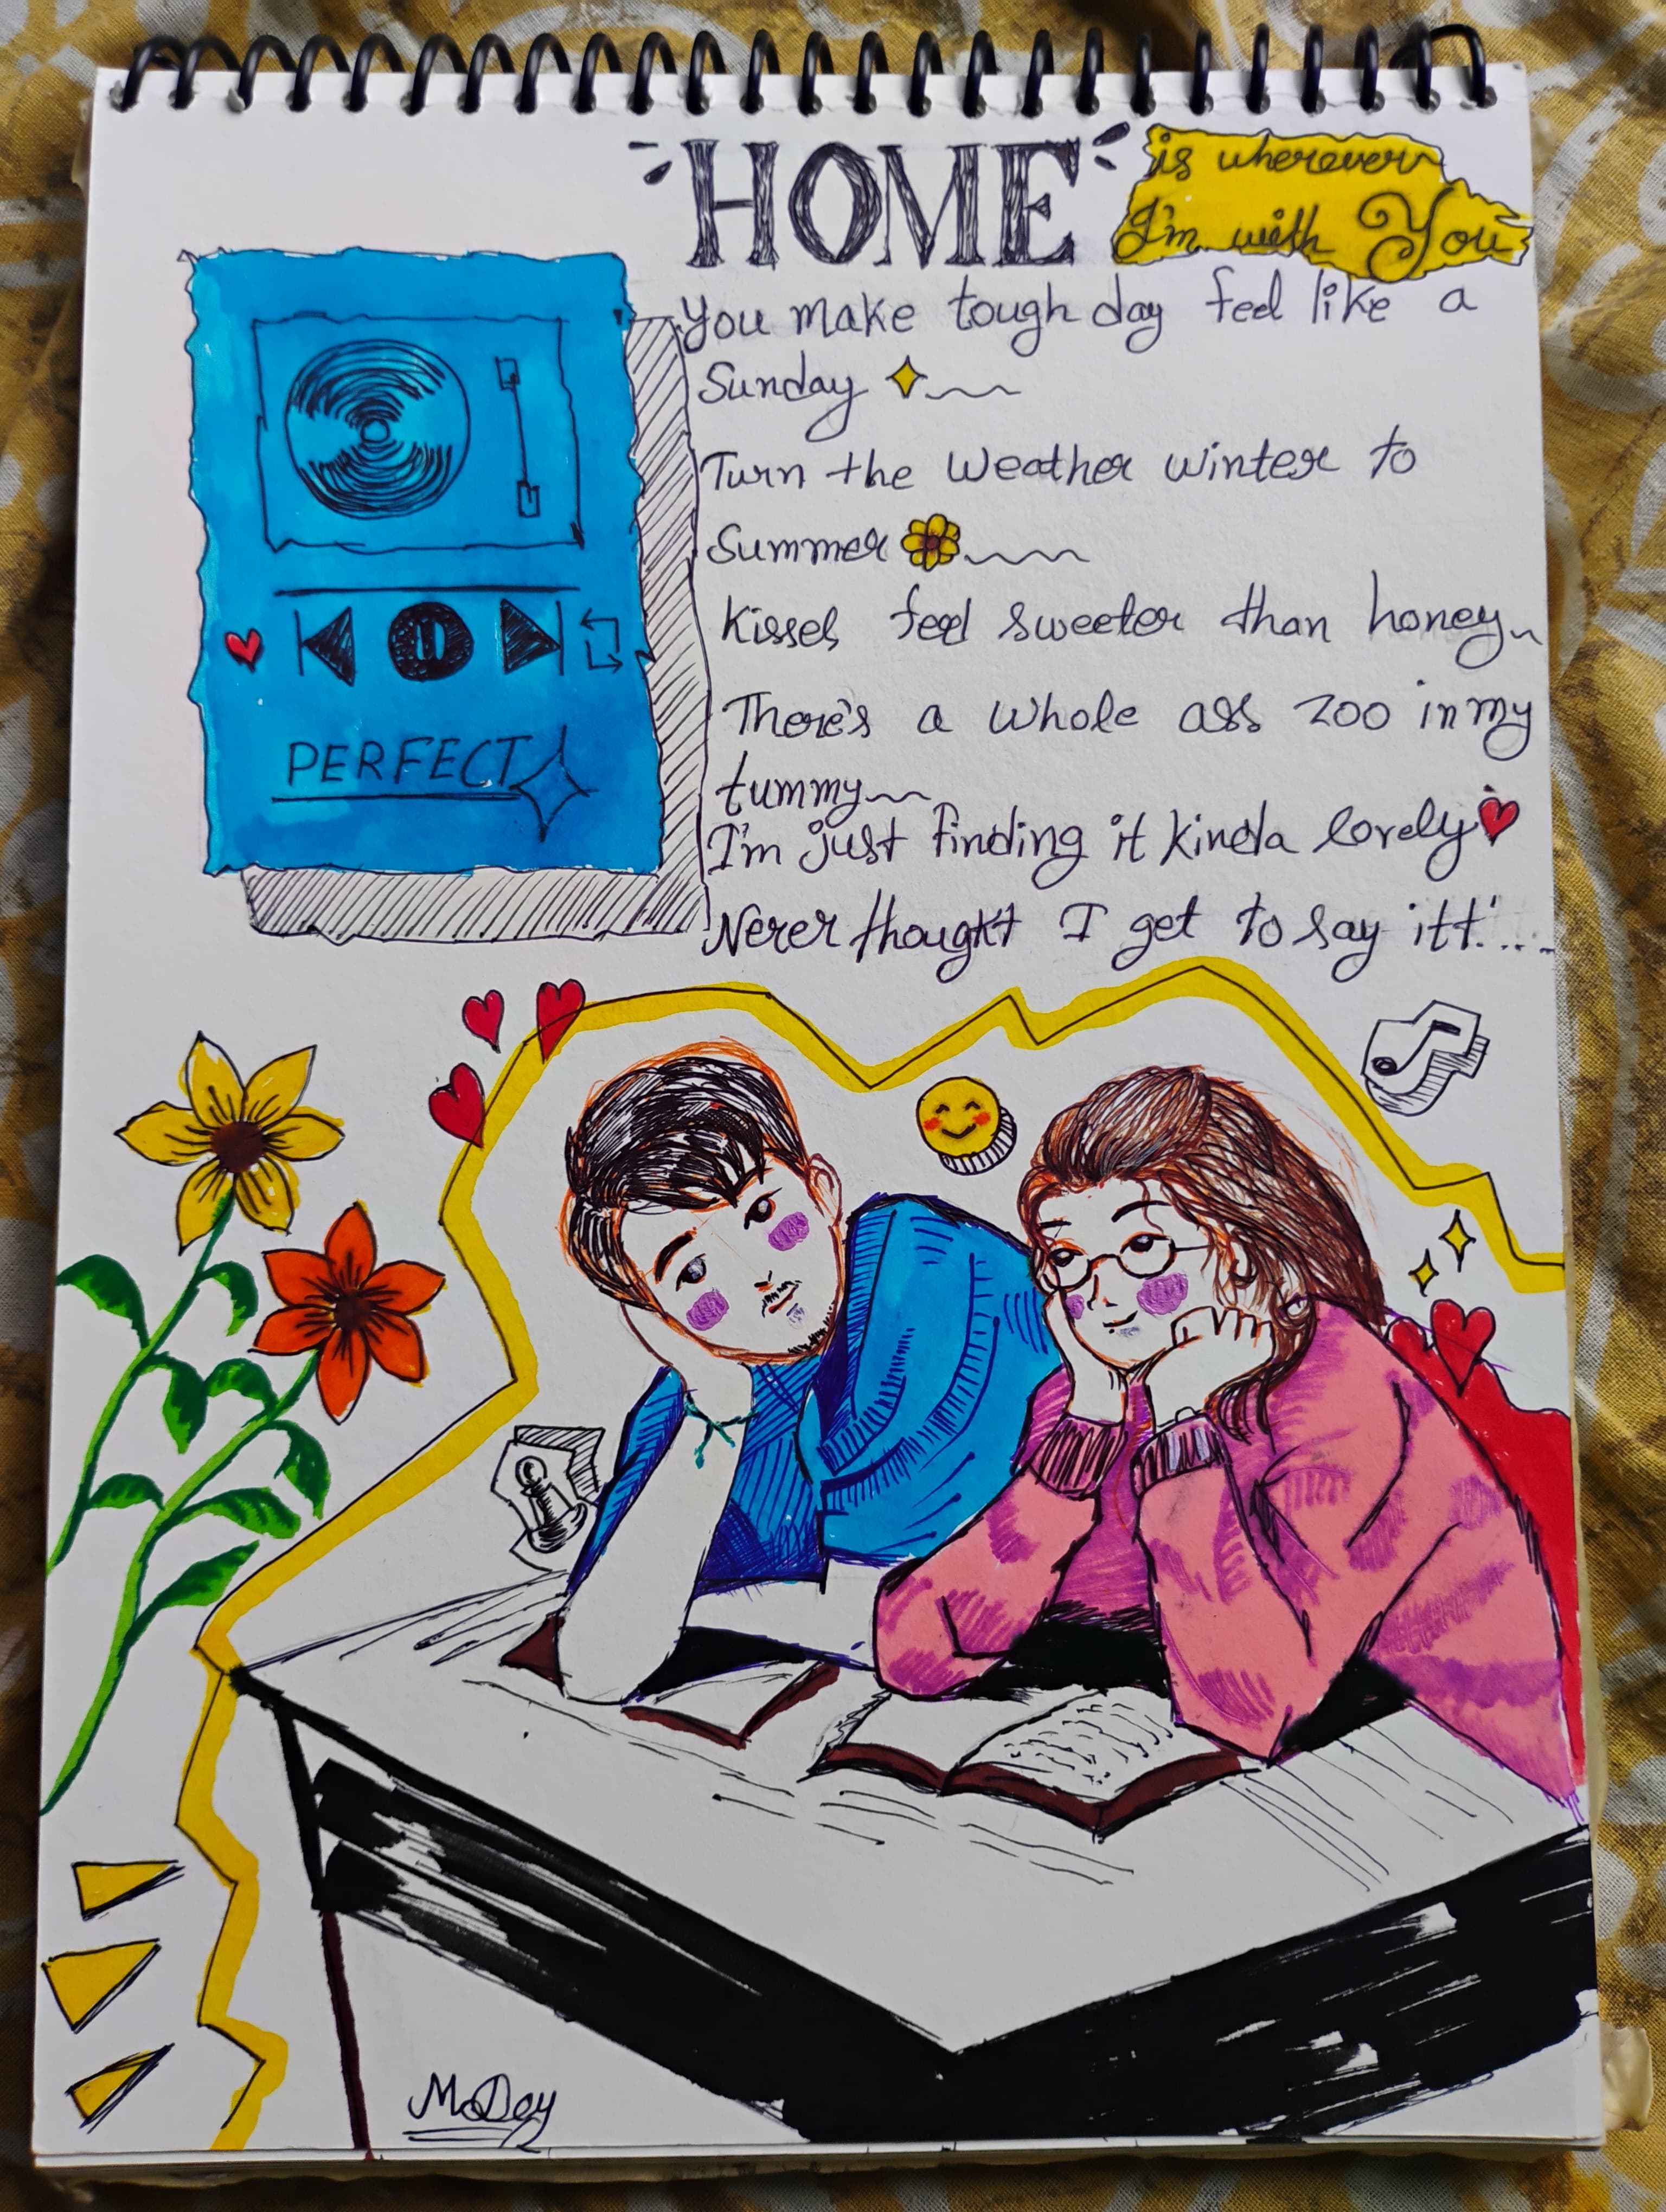 HOME
is wherever
I'm with You
You make tough day feel like a
Sunday
Turn the Weather winter to
Summer
Kisses feel sweeter than honey
There's a whole ass zoo in my
tummy
I'm just finding it kinda lovely
Never thought I get to say itt'....
PERFECT